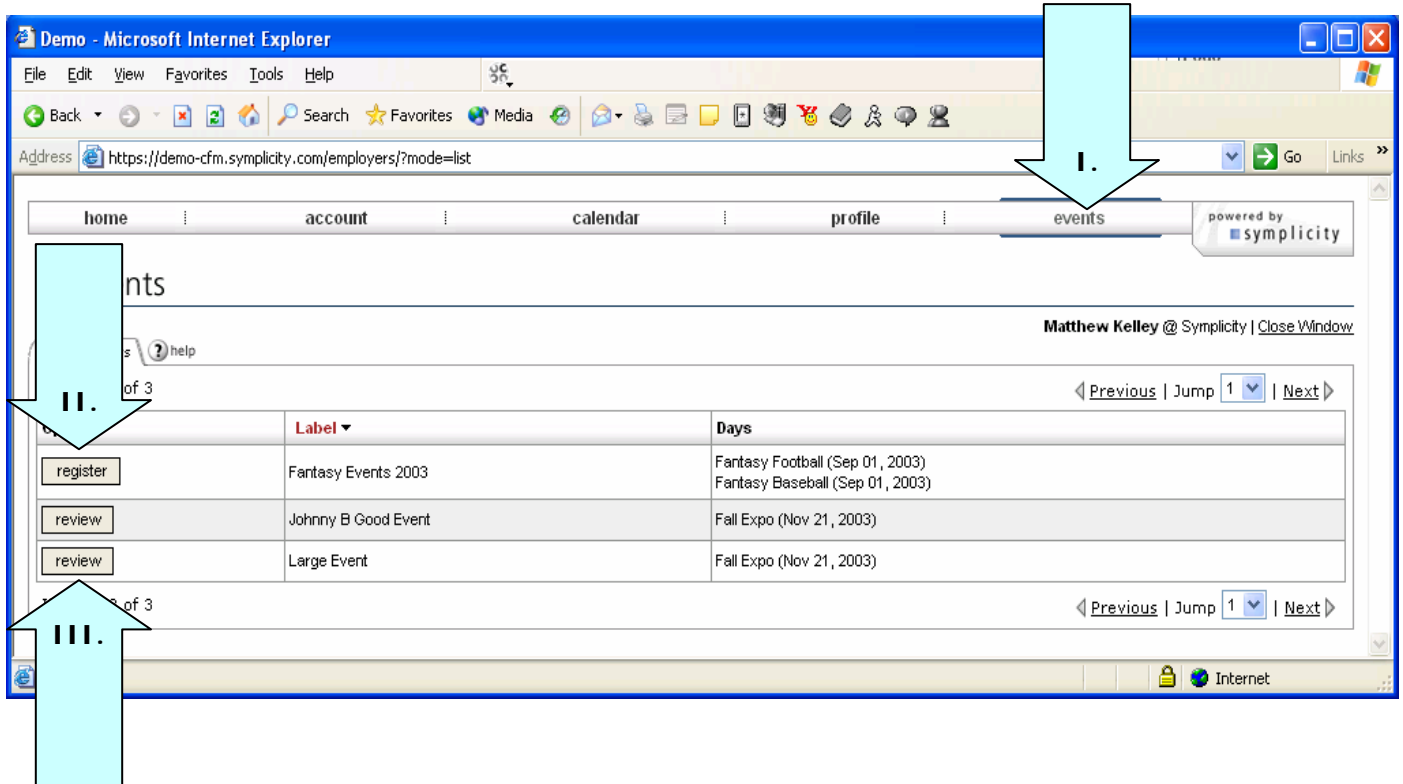 Demo - Microsoft Internet Explorer
File Edit View Favorites Tools Help
Back Search Favorites Media
Address https://demo-cfm.symplicity.com/employers/?mode=list Go Links »
I.
home account calendar profile events powered by
symplicity
nts
Matthew Kelley @ Symplicity | Close Window
s ? help
of 3 Previous | Jump 1 | Next
II.
Label Days
register Fantasy Events 2003 Fantasy Football (Sep 01, 2003)
Fantasy Baseball (Sep 01, 2003)
review Johnny B Good Event Fall Expo (Nov 21, 2003)
review Large Event Fall Expo (Nov 21, 2003)
of 3 Previous | Jump 1 | Next
III.
Internet